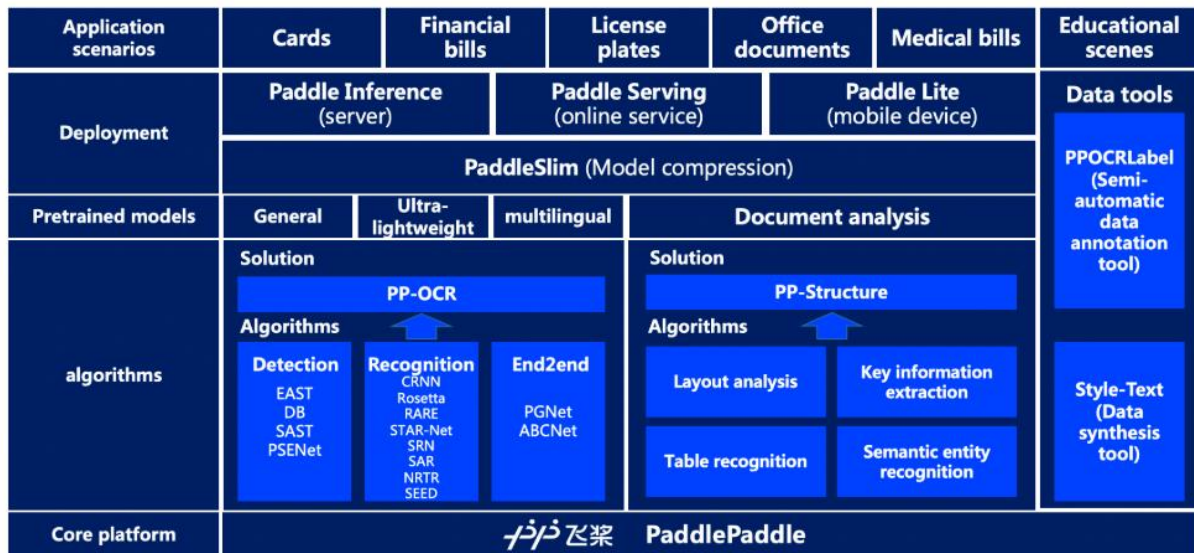 Application
scenarios
Cards
Financial
bills
License
plates
Office
documents
Medical bills
Educational
scenes
Deployment
Paddle Inference
(server)
Paddle Serving
(online service)
Paddle Lite
(mobile device)
PaddleSlim (Model compression)
Data tools
PPOCRLabel
(Semi-
automatic
data
annotation
tool)
Style-Text
(Data
synthesis
tool)
Pretrained models
General
Ultra-
lightweight
multilingual
Document analysis
algorithms
Solution
PP-OCR
Algorithms
Detection
EAST
DB
SAST
PSENet
Recognition
CRNN
Rosetta
RARE
STAR-Net
SRN
SAR
NRTR
SEED
End2end
PGNet
ABCNet
Solution
PP-Structure
Algorithms
Layout analysis
Key information
extraction
Table recognition
Semantic entity
recognition
Core platform
飞桨 PaddlePaddle